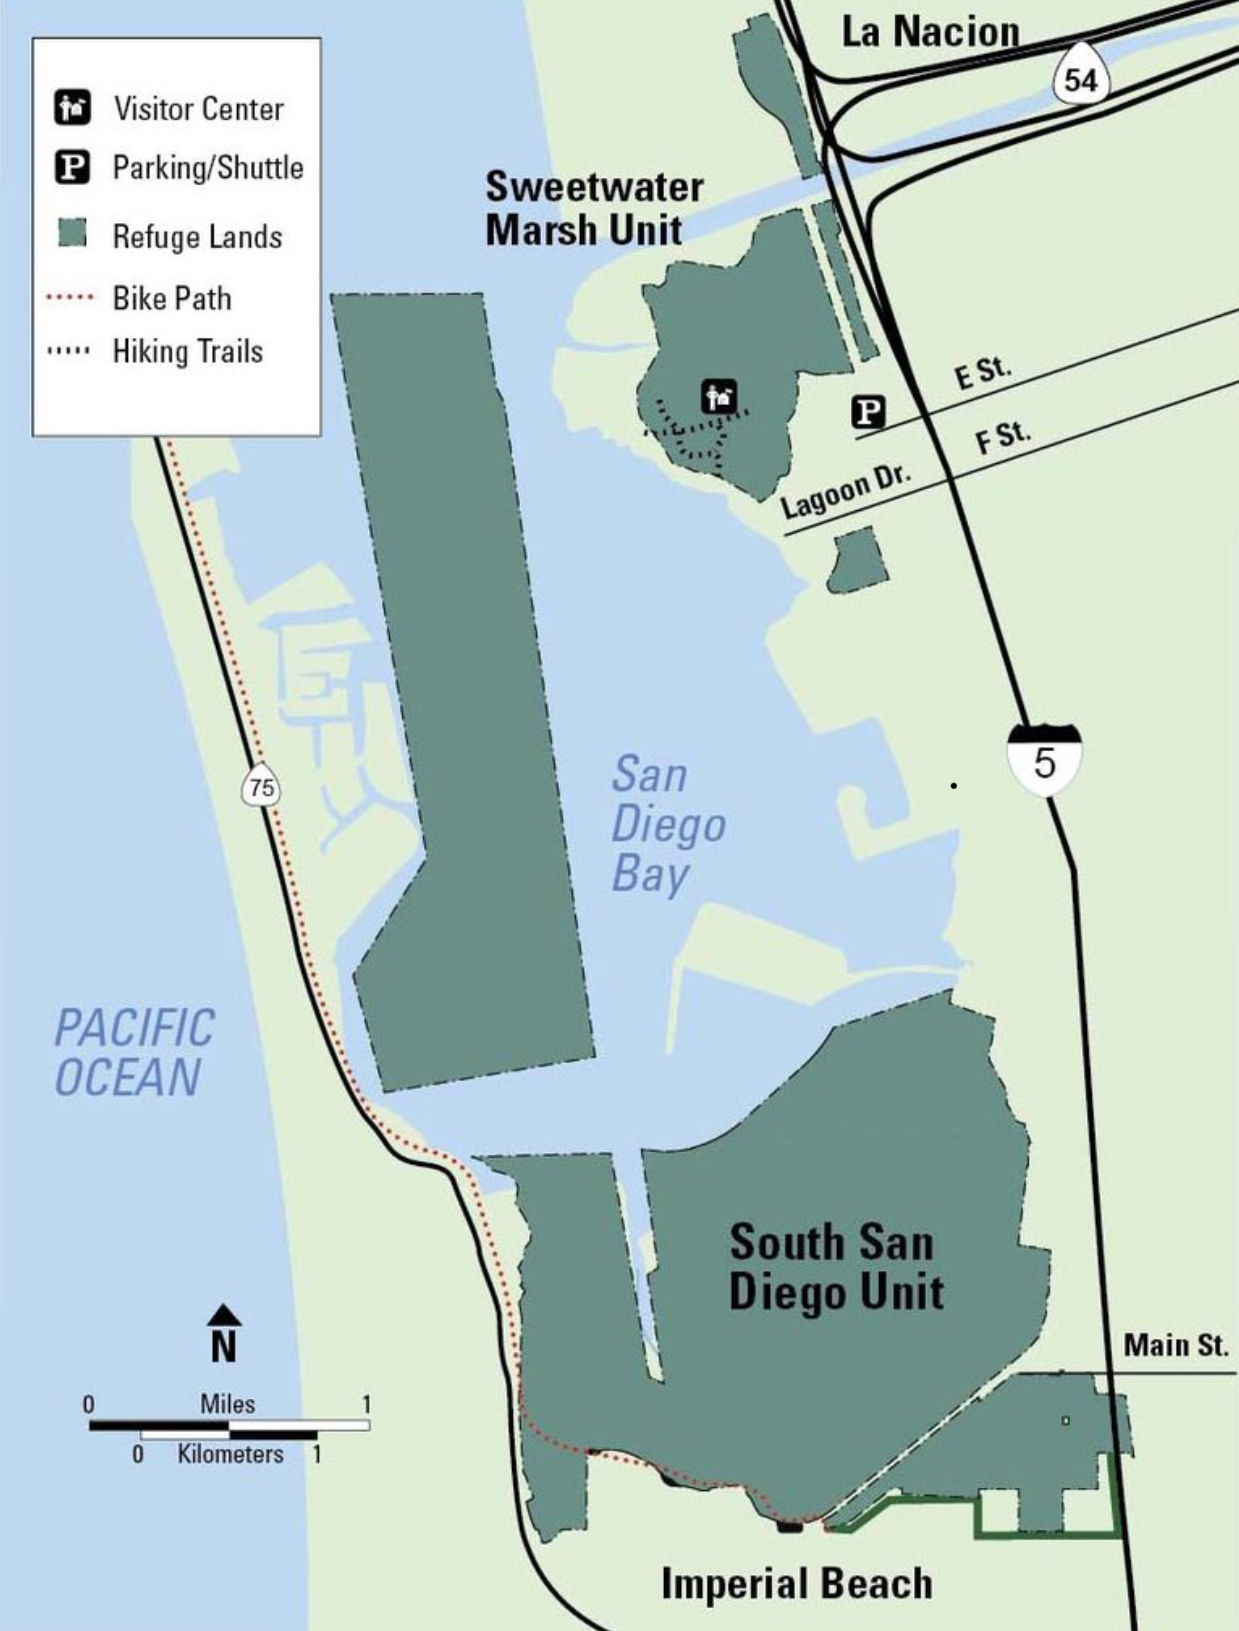 La Nacion
54
Visitor Center
P Parking/Shuttle
Refuge Lands
Bike Path
Hiking Trails
Sweetwater
Marsh Unit
E St.
P
F St.
Lagoon Dr.
5
75
San
Diego
Bay
PACIFIC
OCEAN
South San
Diego Unit
N
Main St.
0 Miles 1
0 Kilometers 1
Imperial Beach